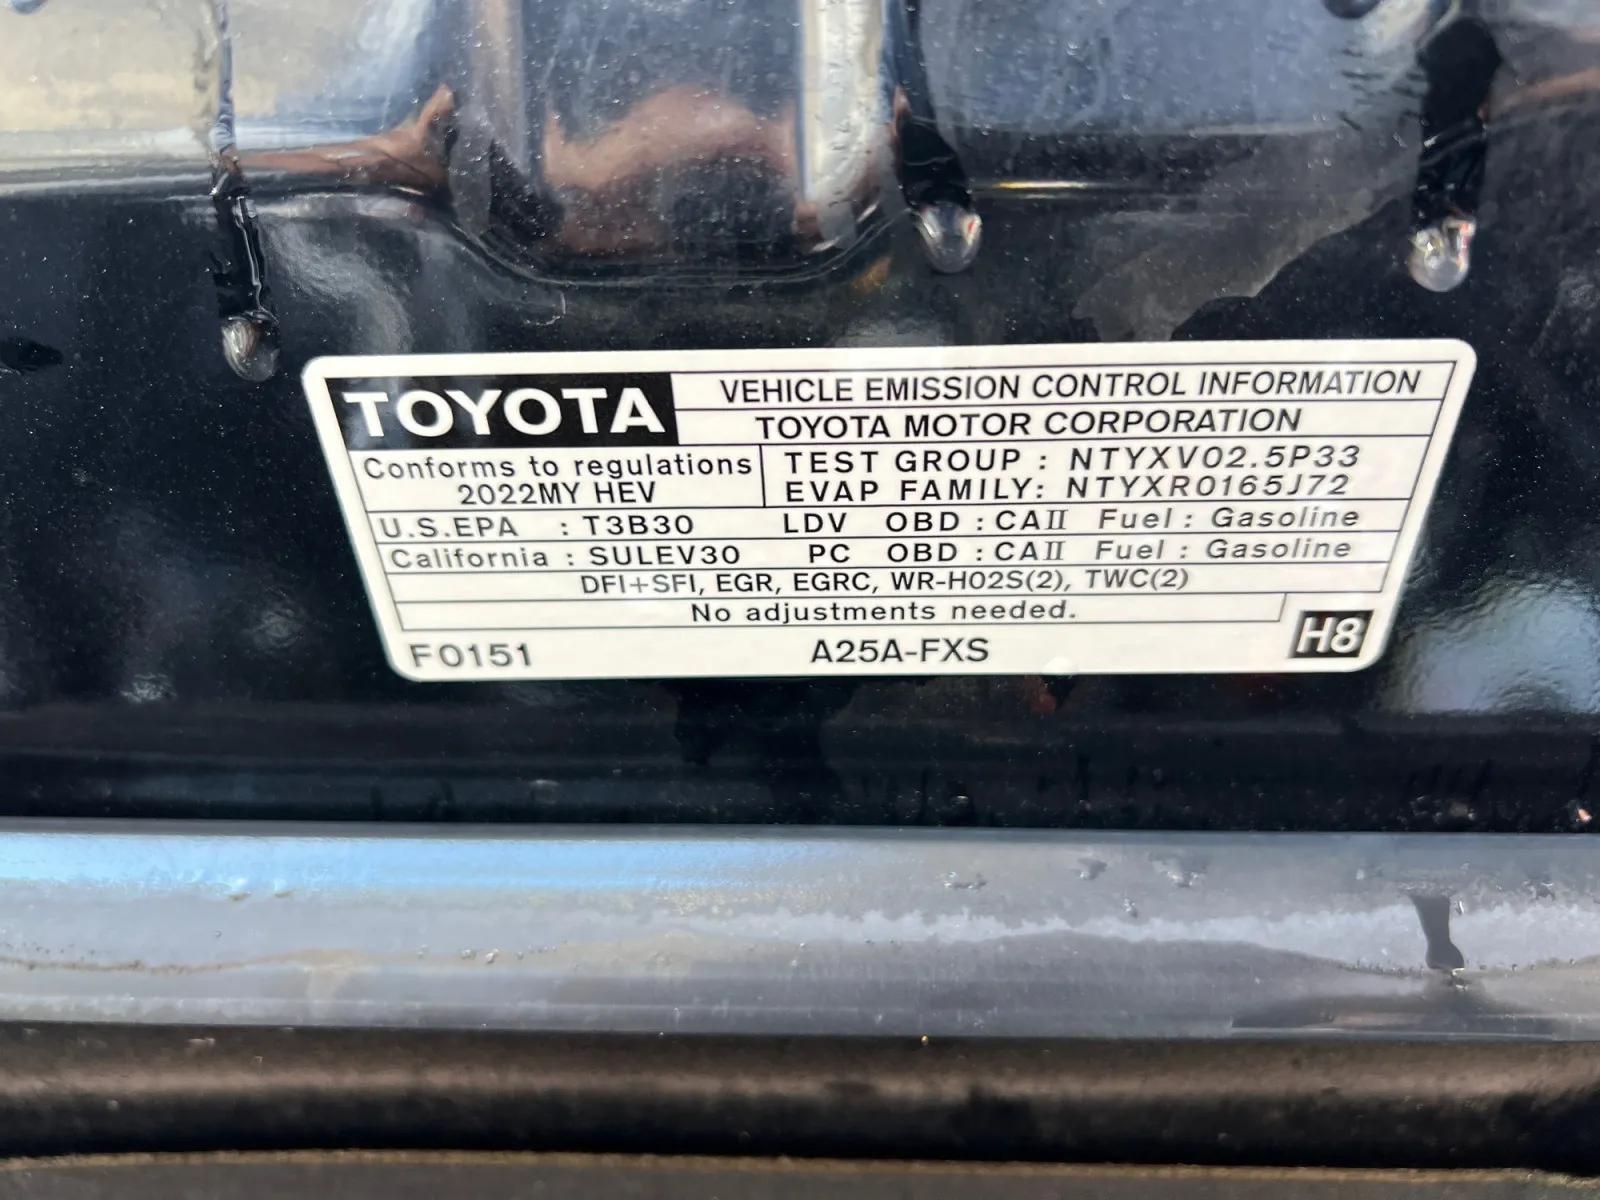 TOYOTA
VEHICLE EMISSION CONTROL INFORMATION
TOYOTA MOTOR CORPORATION
Conforms to regulations
2022MY HEV
TEST GROUP : NTYXV02.5P33
EVAP FAMILY: NTYXR0165J72
U.S.EPA : T3B30 LDV OBD : CAII Fuel : Gasoline
California : SULEV30 PC OBD : CAII Fuel : Gasoline
DFI+SFI, EGR, EGRC, WR-HO2S(2), TWC(2)
No adjustments needed.
F0151 A25A-FXS H8